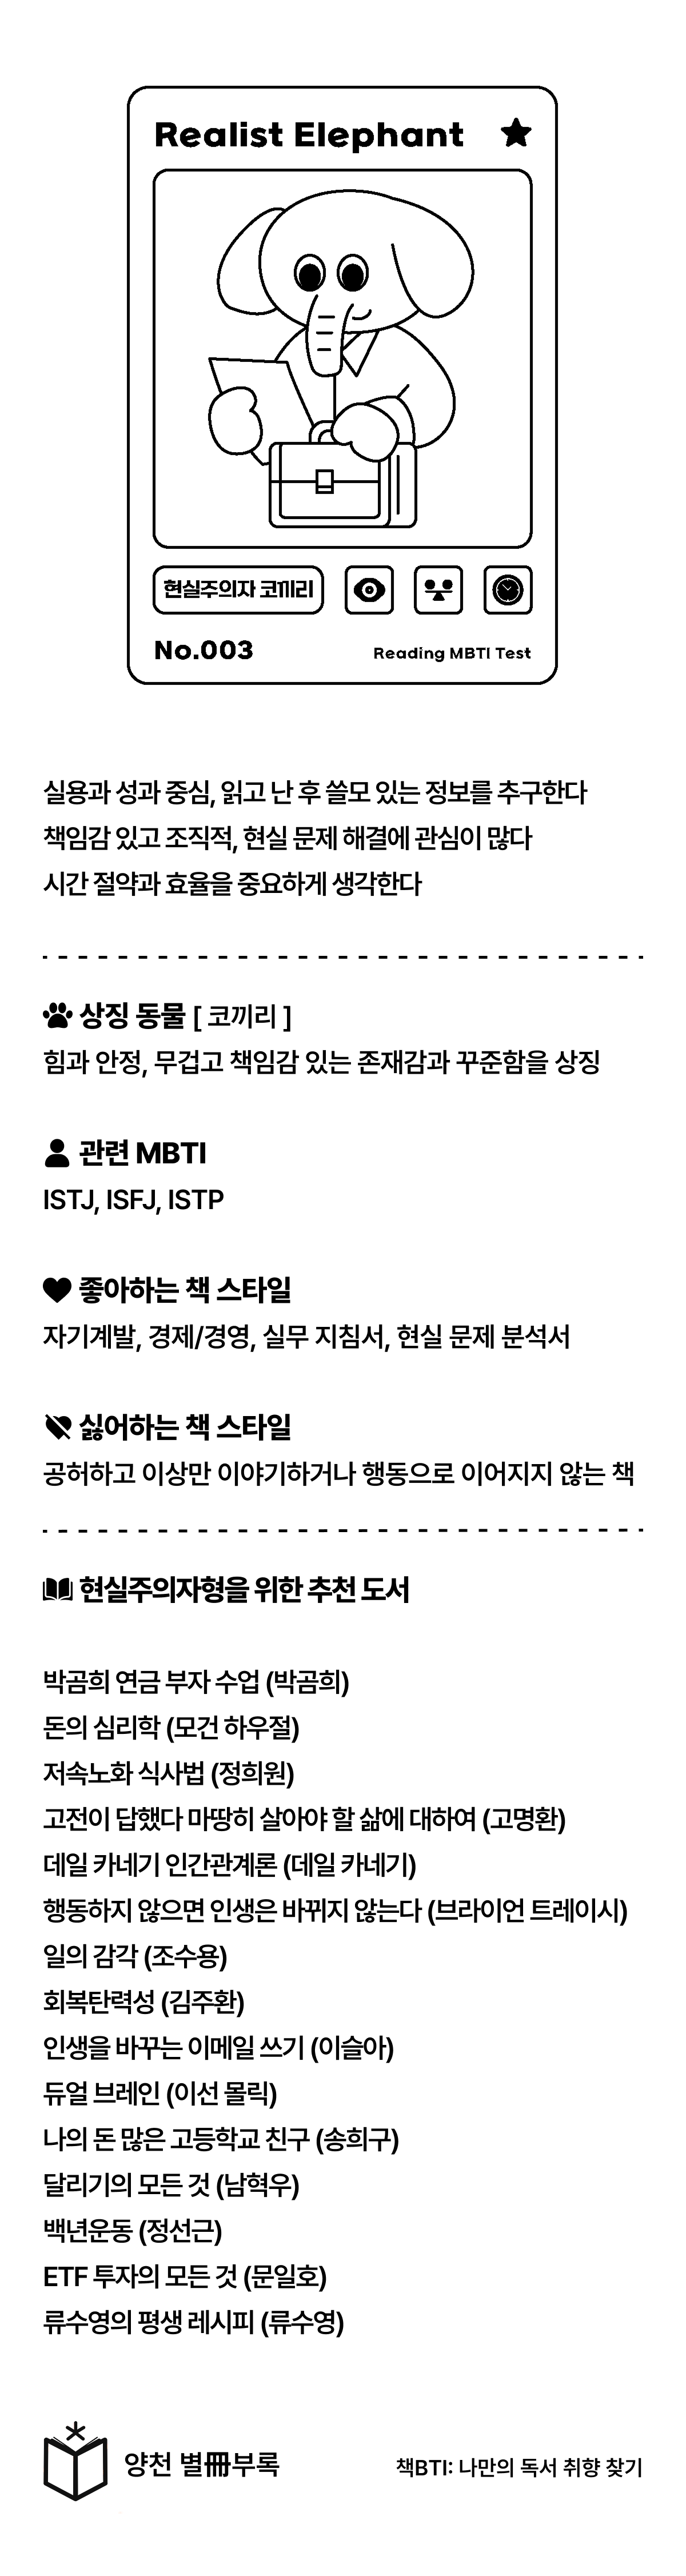 Realist Elephant
현실주의자 코끼리
No.003
Reading MBTI Test
실용과 성과 중심, 읽고 난 후 쓸모 있는 정보를 추구한다
책임감 있고 조직적, 현실 문제 해결에 관심이 많다
시간 절약과 효율을 중요하게 생각한다
상징 동물 [ 코끼리 ]
힘과 안정, 무겁고 책임감 있는 존재감과 꾸준함을 상징
관련 MBTI
ISTJ, ISFJ, ISTP
좋아하는 책 스타일
자기계발, 경제/경영, 실무 지침서, 현실 문제 분석서
싫어하는 책 스타일
공허하고 이상만 이야기하거나 행동으로 이어지지 않는 책
현실주의자형을 위한 추천 도서
박곰희 연금 부자 수업 (박곰희)
돈의 심리학 (모건 하우절)
저속노화 식사법 (정희원)
고전이 답했다 마땅히 살아야 할 삶에 대하여 (고명환)
데일 카네기 인간관계론 (데일 카네기)
행동하지 않으면 인생은 바뀌지 않는다 (브라이언 트레이시)
일의 감각 (조수용)
회복탄력성 (김주환)
인생을 바꾸는 이메일 쓰기 (이슬아)
듀얼 브레인 (이선 몰릭)
나의 돈 많은 고등학교 친구 (송희구)
달리기의 모든 것 (남혁우)
백년운동 (정선근)
ETF 투자의 모든 것 (문일호)
류수영의 평생 레시피 (류수영)
양천 별冊부록
책BTI: 나만의 독서 취향 찾기